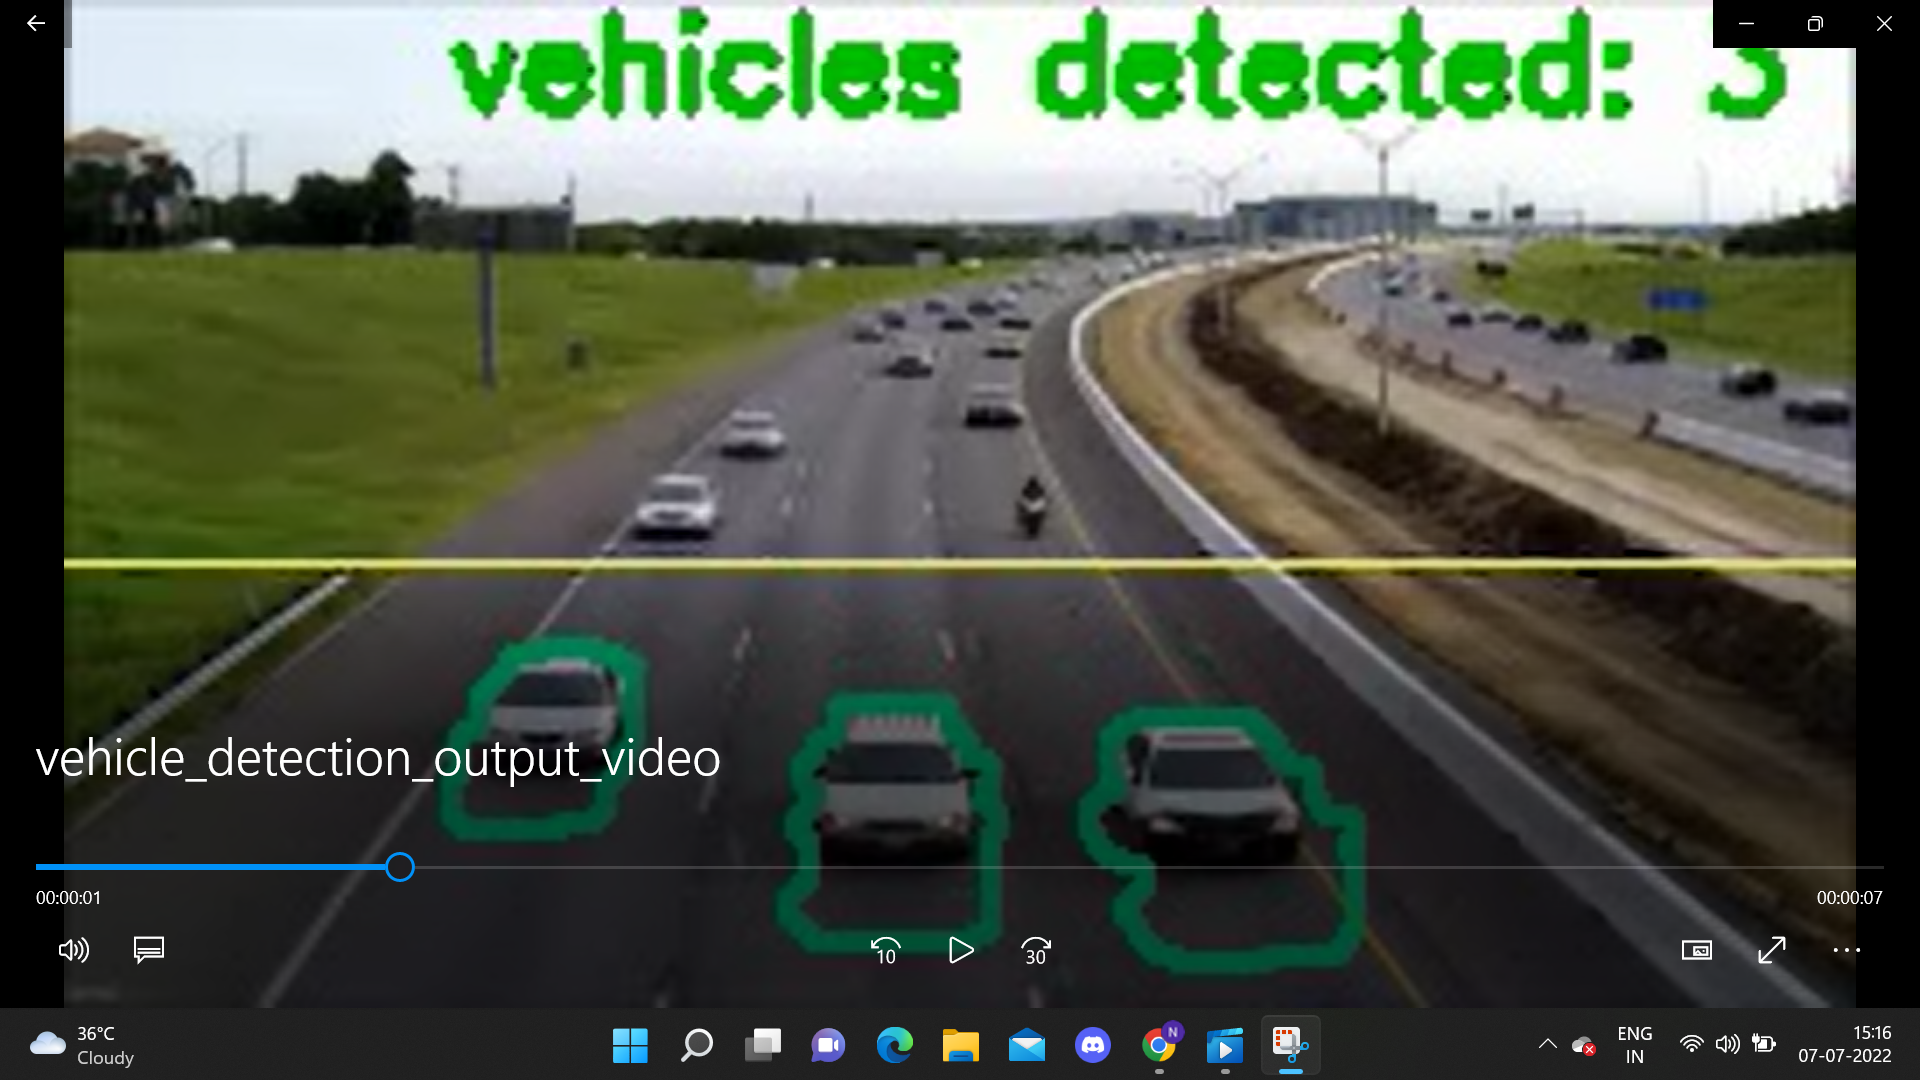 vehicles detected: 3
vehicle_detection_output_video
00:00:01
00:00:07
10
30
36°C
Cloudy
N
ENG
IN
15:16
07-07-2022